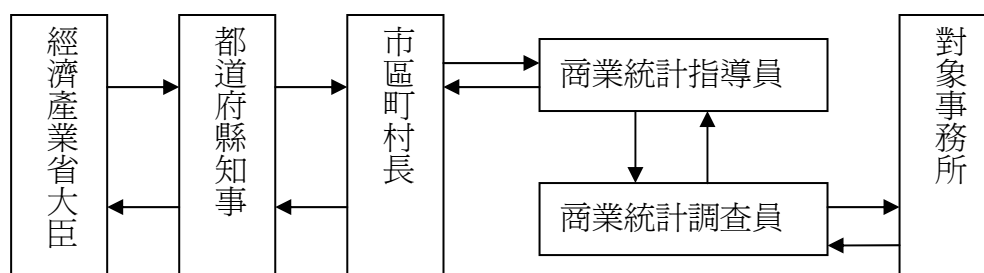 經濟產業省大臣
都道府縣知事
市區町村長
商業統計指導員
商業統計調查員
對象事務所